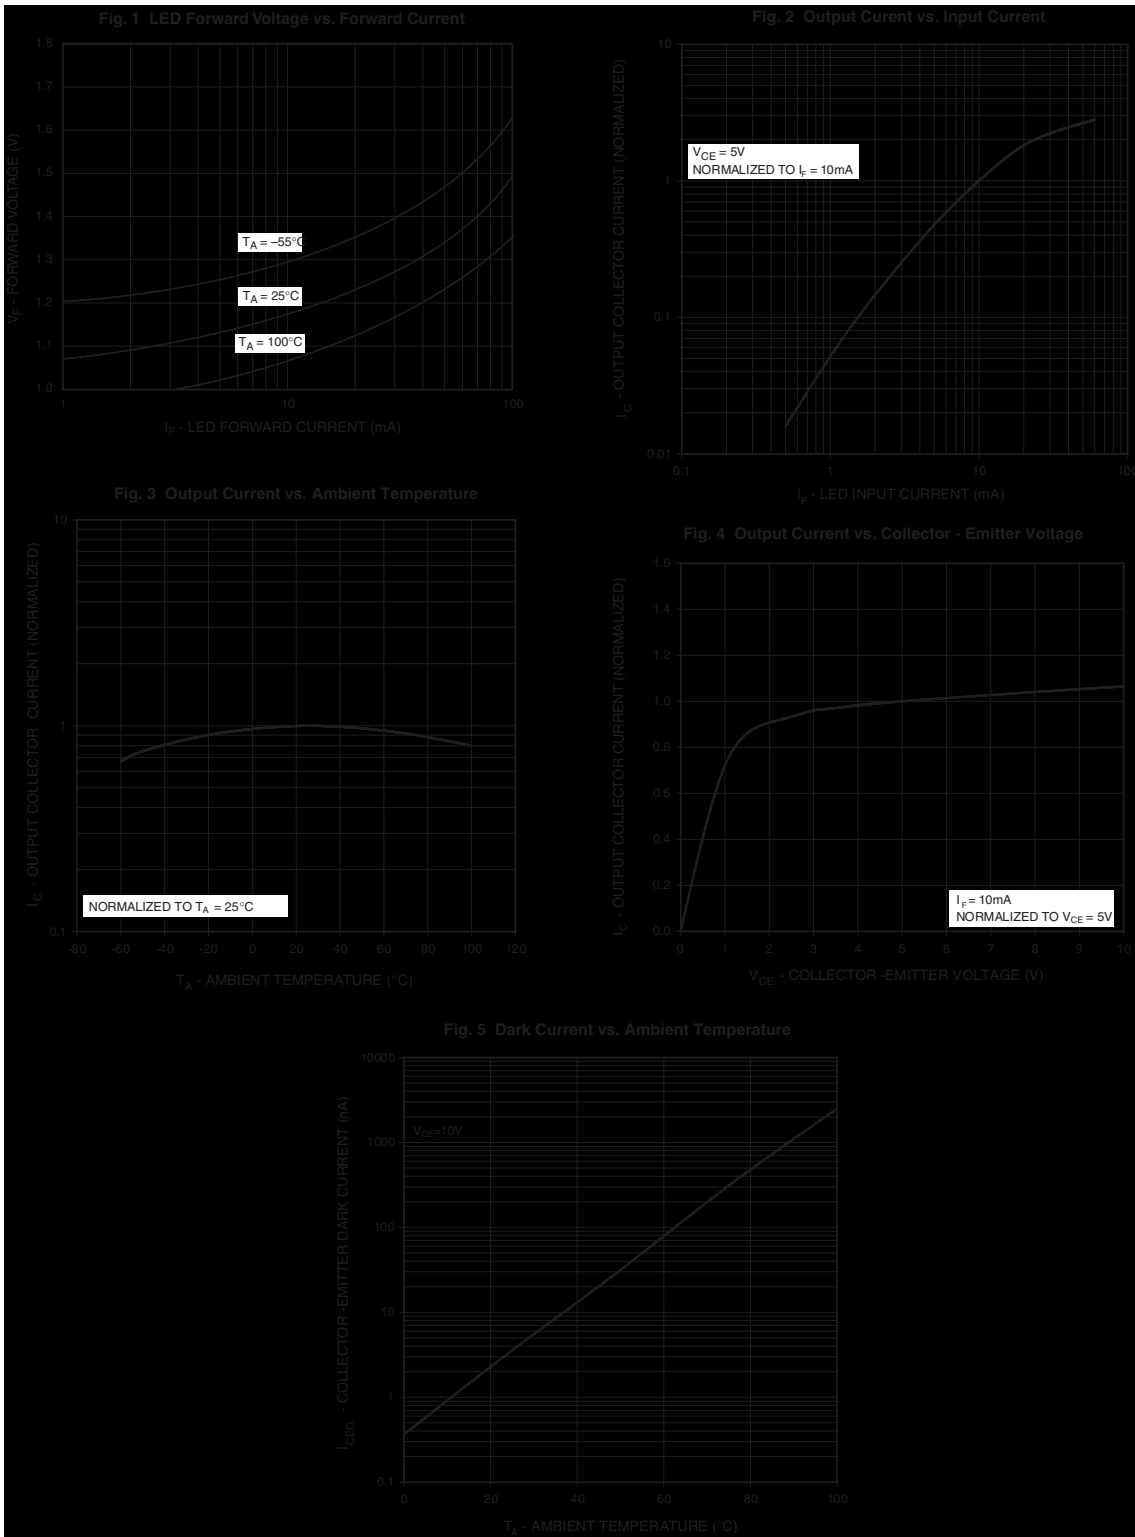 Fig. 1 LED Forward Voltage vs. Forward Current
1.8
1.7
1.6
1.5
1.4
1.3
1.2
1.1
1.0
VF - FORWARD VOLTAGE (V)
TA = –55°C
TA = 25°C
TA = 100°C
1 10 100
IF - LED FORWARD CURRENT (mA)
Fig. 2 Output Curent vs. Input Current
10
1
0.1
0.01
IC - OUTPUT COLLECTOR CURRENT (NORMALIZED)
VCE = 5V
NORMALIZED TO IF = 10mA
0.1 1 10 100
IF - LED INPUT CURRENT (mA)
Fig. 3 Output Current vs. Ambient Temperature
10
1
0.1
IC - OUTPUT COLLECTOR CURRENT (NORMALIZED)
NORMALIZED TO TA = 25°C
-80 -60 -40 -20 0 20 40 60 80 100 120
TA - AMBIENT TEMPERATURE (°C)
Fig. 4 Output Current vs. Collector - Emitter Voltage
1.6
1.4
1.2
1.0
0.8
0.6
0.4
0.2
0.0
IC - OUTPUT COLLECTOR CURRENT (NORMALIZED)
IF = 10mA
NORMALIZED TO VCE = 5V
0 1 2 3 4 5 6 7 8 9 10
VCE - COLLECTOR -EMITTER VOLTAGE (V)
Fig. 5 Dark Current vs. Ambient Temperature
10000
1000
100
10
1
0.1
ICEO - COLLECTOR -EMITTER DARK CURRENT (nA)
VCE=10V
0 20 40 60 80 100
TA - AMBIENT TEMPERATURE (°C)